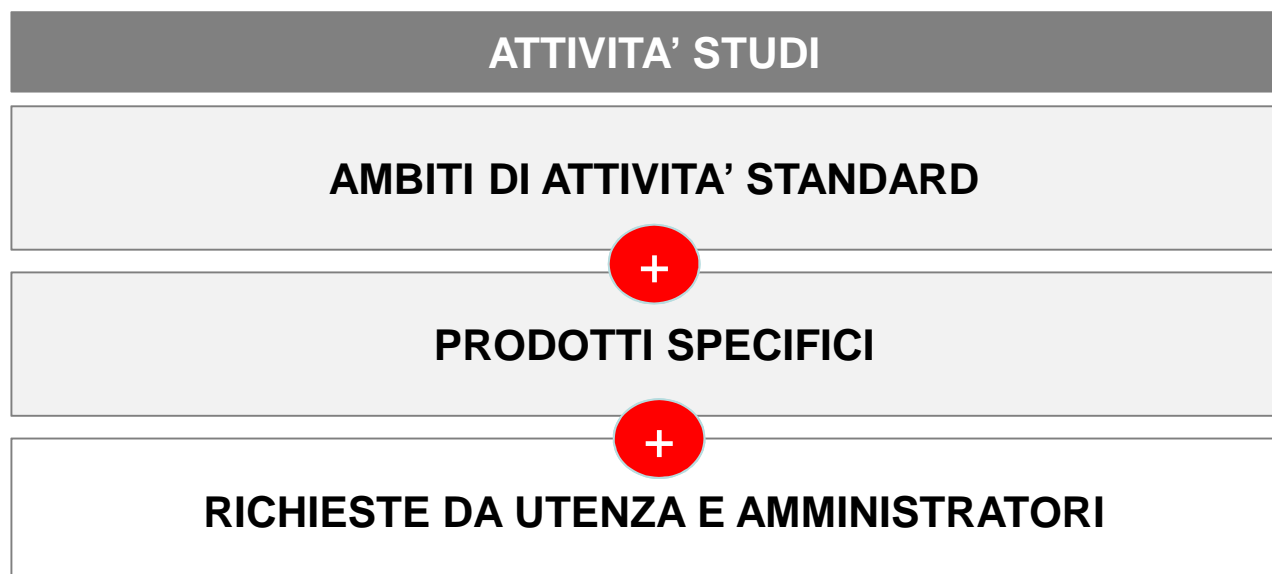 ATTIVITA’ STUDI
AMBITI DI ATTIVITA’ STANDARD
+
PRODOTTI SPECIFICI
+
RICHIESTE DA UTENZA E AMMINISTRATORI